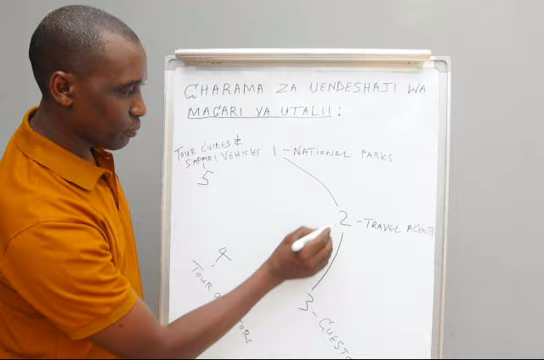 GHARAMA ZA UENDESHAJI WA
MAGARI YA UTALII :
TOUR GUIDES &
SAFARI VEHICLES
5
1 - NATIONAL PARKS
2 - TRAVEL AGENTS
3 - GUESTS
4
TOUR